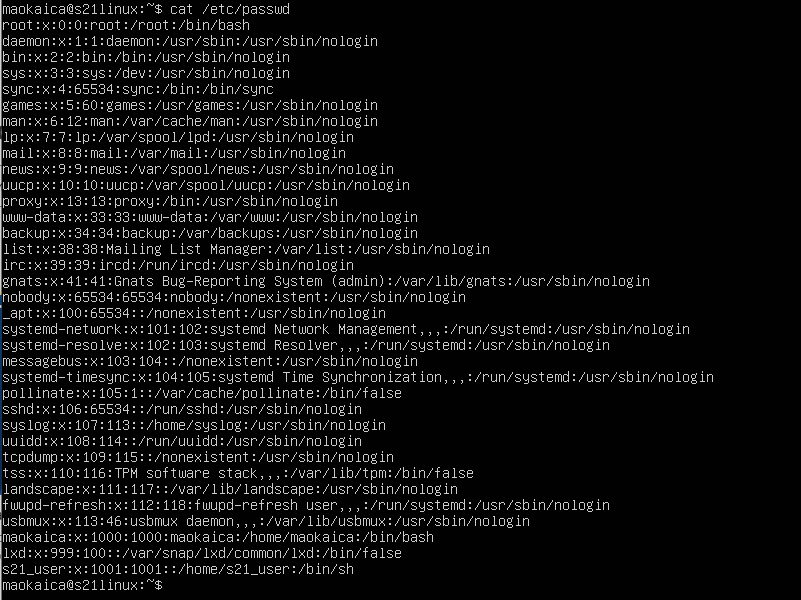 maokaica@s21linux:~$ cat /etc/passwd
root:x:0:0:root:/root:/bin/bash
daemon:x:1:1:daemon:/usr/sbin:/usr/sbin/nologin
bin:x:2:2:bin:/bin:/usr/sbin/nologin
sys:x:3:3:sys:/dev:/usr/sbin/nologin
sync:x:4:65534:sync:/bin:/bin/sync
games:x:5:60:games:/usr/games:/usr/sbin/nologin
man:x:6:12:man:/var/cache/man:/usr/sbin/nologin
lp:x:7:7:lp:/var/spool/lpd:/usr/sbin/nologin
mail:x:8:8:mail:/var/mail:/usr/sbin/nologin
news:x:9:9:news:/var/spool/news:/usr/sbin/nologin
uucp:x:10:10:uucp:/var/spool/uucp:/usr/sbin/nologin
proxy:x:13:13:proxy:/bin:/usr/sbin/nologin
www-data:x:33:33:www-data:/var/www:/usr/sbin/nologin
backup:x:34:34:backup:/var/backups:/usr/sbin/nologin
list:x:38:38:Mailing List Manager:/var/list:/usr/sbin/nologin
irc:x:39:39:ircd:/run/ircd:/usr/sbin/nologin
gnats:x:41:41:Gnats Bug-Reporting System (admin):/var/lib/gnats:/usr/sbin/nologin
nobody:x:65534:65534:nobody:/nonexistent:/usr/sbin/nologin
_apt:x:100:65534::/nonexistent:/usr/sbin/nologin
systemd-network:x:101:102:systemd Network Management,,,:/run/systemd:/usr/sbin/nologin
systemd-resolve:x:102:103:systemd Resolver,,,:/run/systemd:/usr/sbin/nologin
messagebus:x:103:104::/nonexistent:/usr/sbin/nologin
systemd-timesync:x:104:105:systemd Time Synchronization,,,:/run/systemd:/usr/sbin/nologin
pollinate:x:105:1::/var/cache/pollinate:/bin/false
sshd:x:106:65534::/run/sshd:/usr/sbin/nologin
syslog:x:107:113::/home/syslog:/usr/sbin/nologin
uuidd:x:108:114::/run/uuidd:/usr/sbin/nologin
tcpdump:x:109:115::/nonexistent:/usr/sbin/nologin
tss:x:110:116:TPM software stack,,,:/var/lib/tpm:/bin/false
landscape:x:111:117::/var/lib/landscape:/usr/sbin/nologin
fwupd-refresh:x:112:118:fwupd-refresh user,,,:/run/systemd:/usr/sbin/nologin
usbmux:x:113:46:usbmux daemon,,,:/var/lib/usbmux:/usr/sbin/nologin
maokaica:x:1000:1000:maokaica:/home/maokaica:/bin/bash
lxd:x:999:100::/var/snap/lxd/common/lxd:/bin/false
s21_user:x:1001:1001::/home/s21_user:/bin/sh
maokaica@s21linux:~$